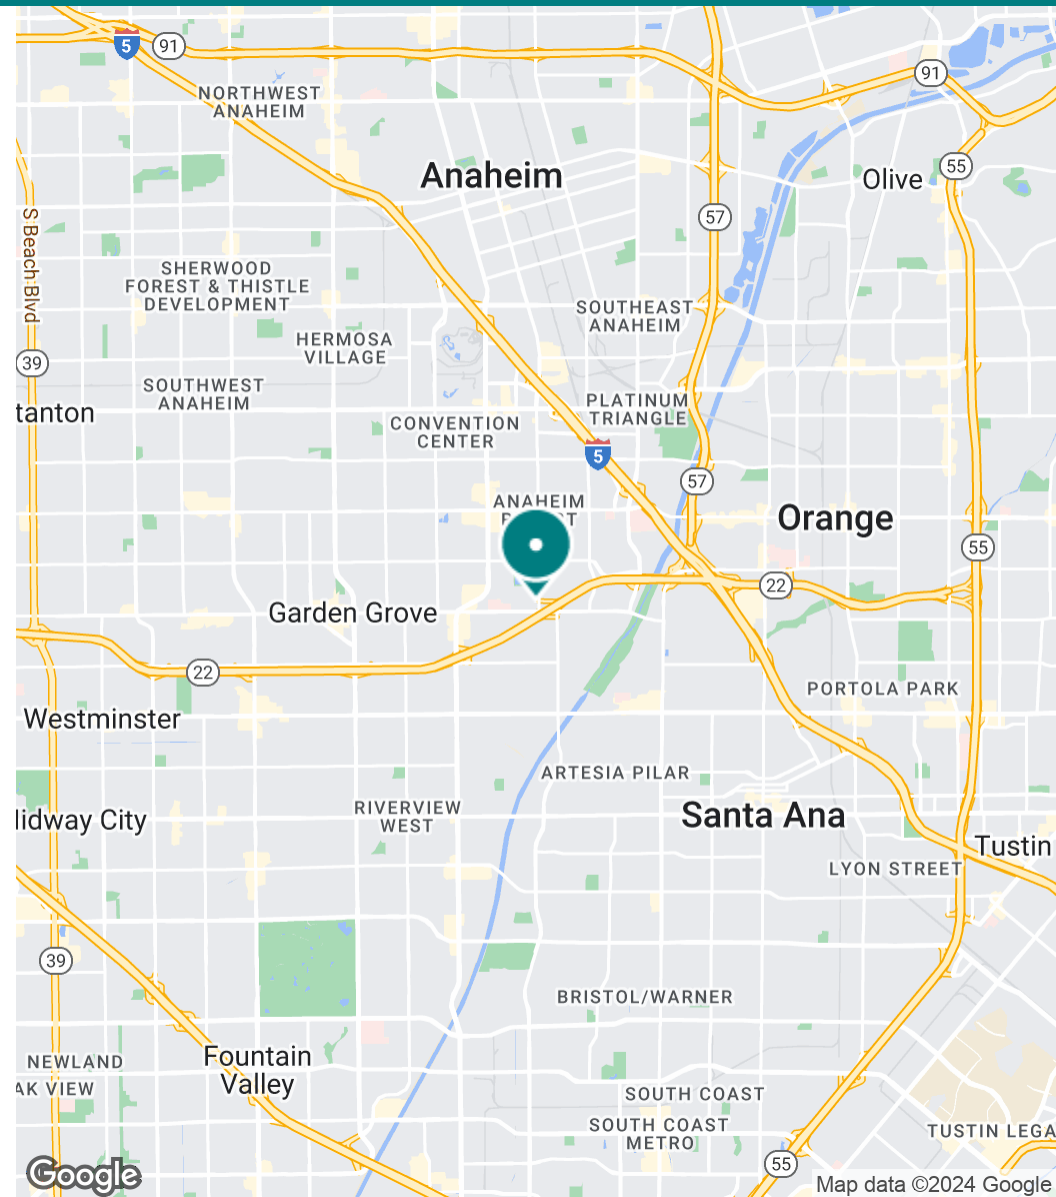 5
91
91
NORTHWEST
ANAHEIM
Anaheim
55
Olive
57
S Beach Blvd
SHERWOOD
FOREST & THISTLE
DEVELOPMENT
SOUTHEAST
ANAHEIM
HERMOSA
VILLAGE
39
SOUTHWEST
ANAHEIM
PLATINUM
TRIANGLE
tanton
CONVENTION
CENTER
5
57
ANAHEIM
Orange
55
22
Garden Grove
22
PORTOLA PARK
Westminster
ARTESIA PILAR
RIVERVIEW
WEST
Santa Ana
idway City
Tustin
LYON STREET
39
BRISTOL/WARNER
Fountain
Valley
NEWLAND
AK VIEW
SOUTH COAST
SOUTH COAST
METRO
TUSTIN LEGA
55
Google
Map data ©2024 Google